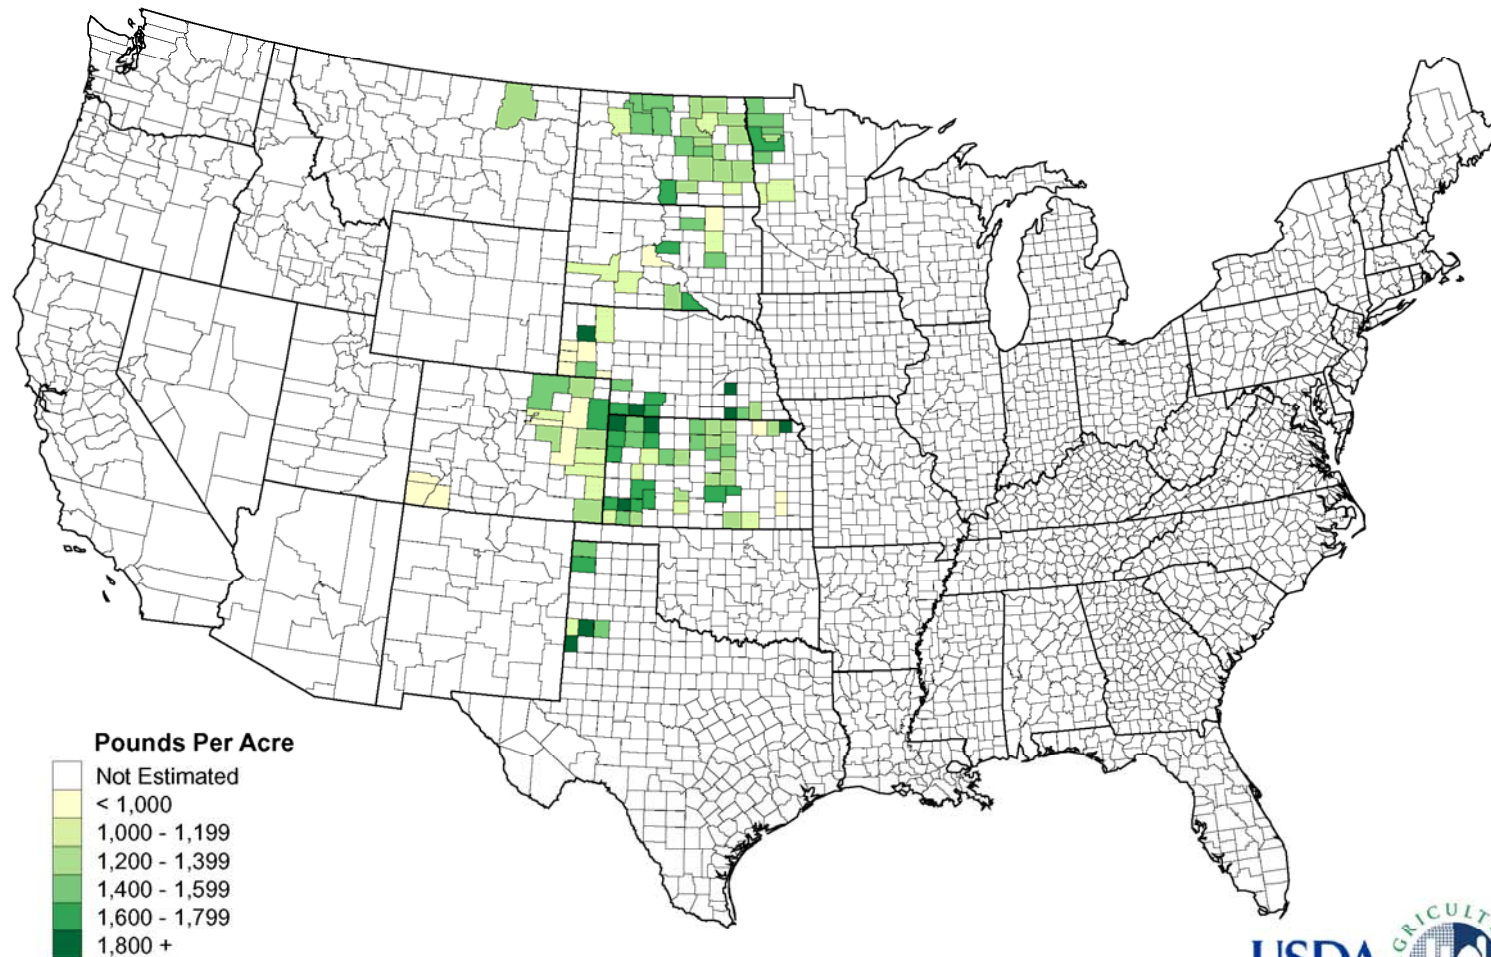 Pounds Per Acre
Not Estimated
< 1,000
1,000 - 1,199
1,200 - 1,399
1,400 - 1,599
1,600 - 1,799
1,800 +
USDA